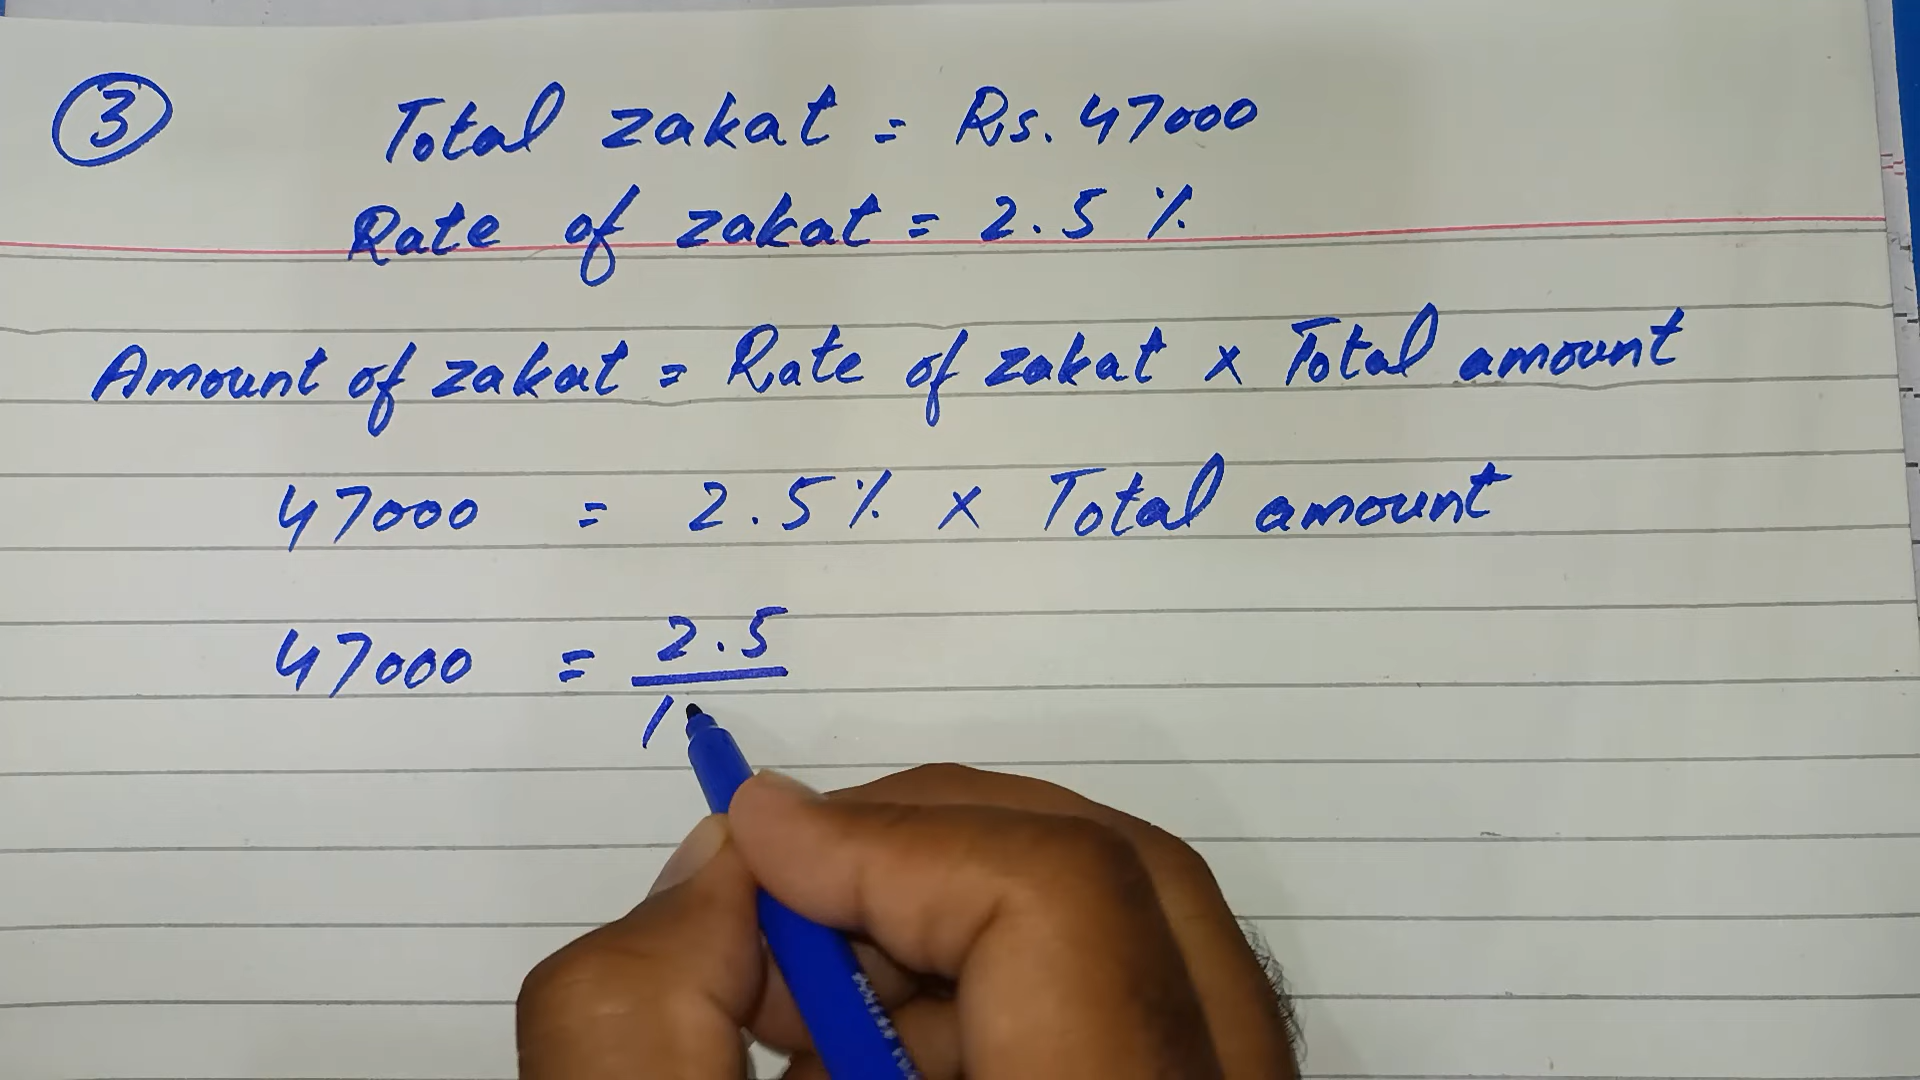 3 Total zakat = Rs. 47000
Rate of zakat = 2.5 %
Amount of zakat = Rate of zakat x Total amount
47000 = 2.5% x Total amount
47000 = 2.5
1